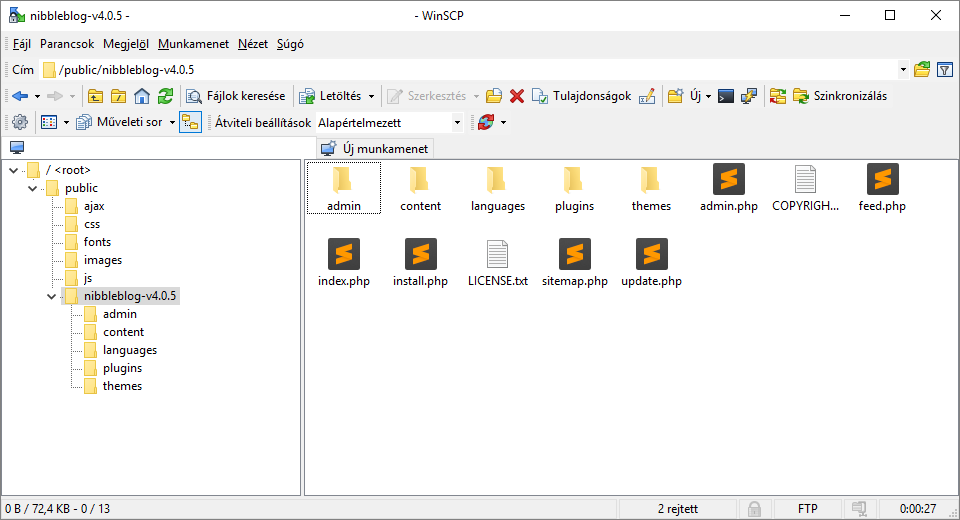 nibbleblog-v4.0.5 - - WinSCP
Fájl Parancsok Megjelöl Munkamenet Nézet Súgó
Cím /public/nibbleblog-v4.0.5
Fájlok keresése Letöltés Szerkesztés Tulajdonságok Új Szinkronizálás
Műveleti sor Átviteli beállítások Alapértelmezett
Új munkamenet
/ <root>
public
ajax
css
fonts
images
js
nibbleblog-v4.0.5
admin
content
languages
plugins
themes
admin content languages plugins themes admin.php COPYRIGH... feed.php
index.php install.php LICENSE.txt sitemap.php update.php
0 B / 72,4 KB - 0 / 13 2 rejtett FTP 0:00:27